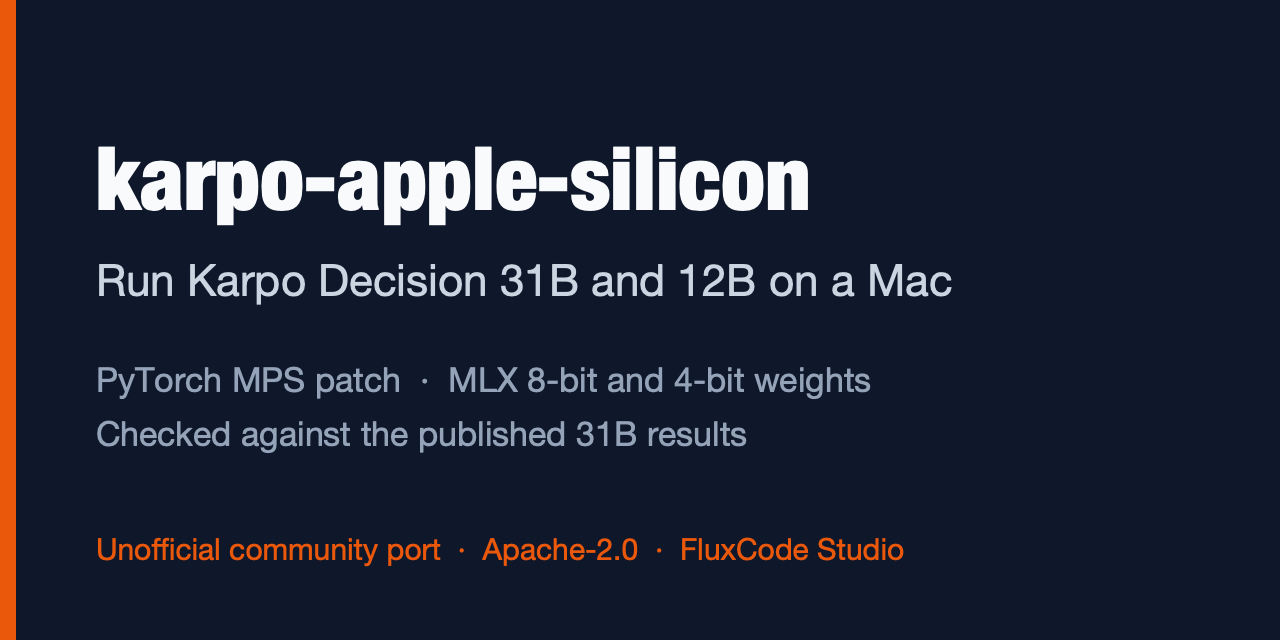 karpo-apple-silicon
Run Karpo Decision 31B and 12B on a Mac
PyTorch MPS patch · MLX 8-bit and 4-bit weights
Checked against the published 31B results
Unofficial community port · Apache-2.0 · FluxCode Studio